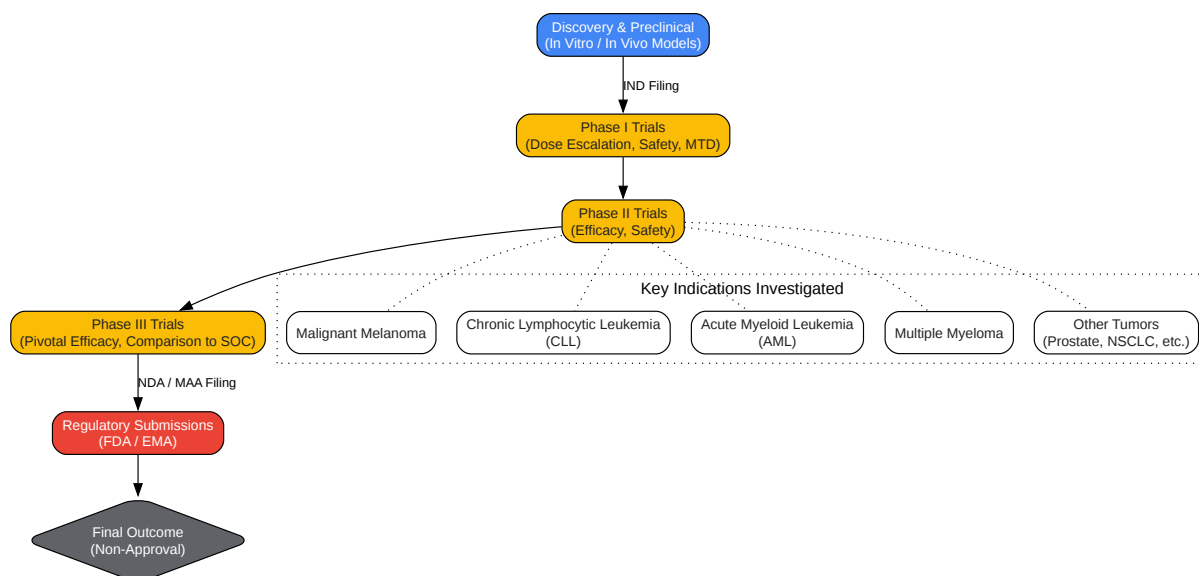 Discovery & Preclinical
(In Vitro / In Vivo Models)
IND Filing
Phase I Trials
(Dose Escalation, Safety, MTD)
Phase II Trials
(Efficacy, Safety)
Key Indications Investigated
Malignant Melanoma
Chronic Lymphocytic Leukemia
(CLL)
Acute Myeloid Leukemia
(AML)
Multiple Myeloma
Other Tumors
(Prostate, NSCLC, etc.)
Phase III Trials
(Pivotal Efficacy, Comparison to SOC)
NDA / MAA Filing
Regulatory Submissions
(FDA / EMA)
Final Outcome
(Non-Approval)